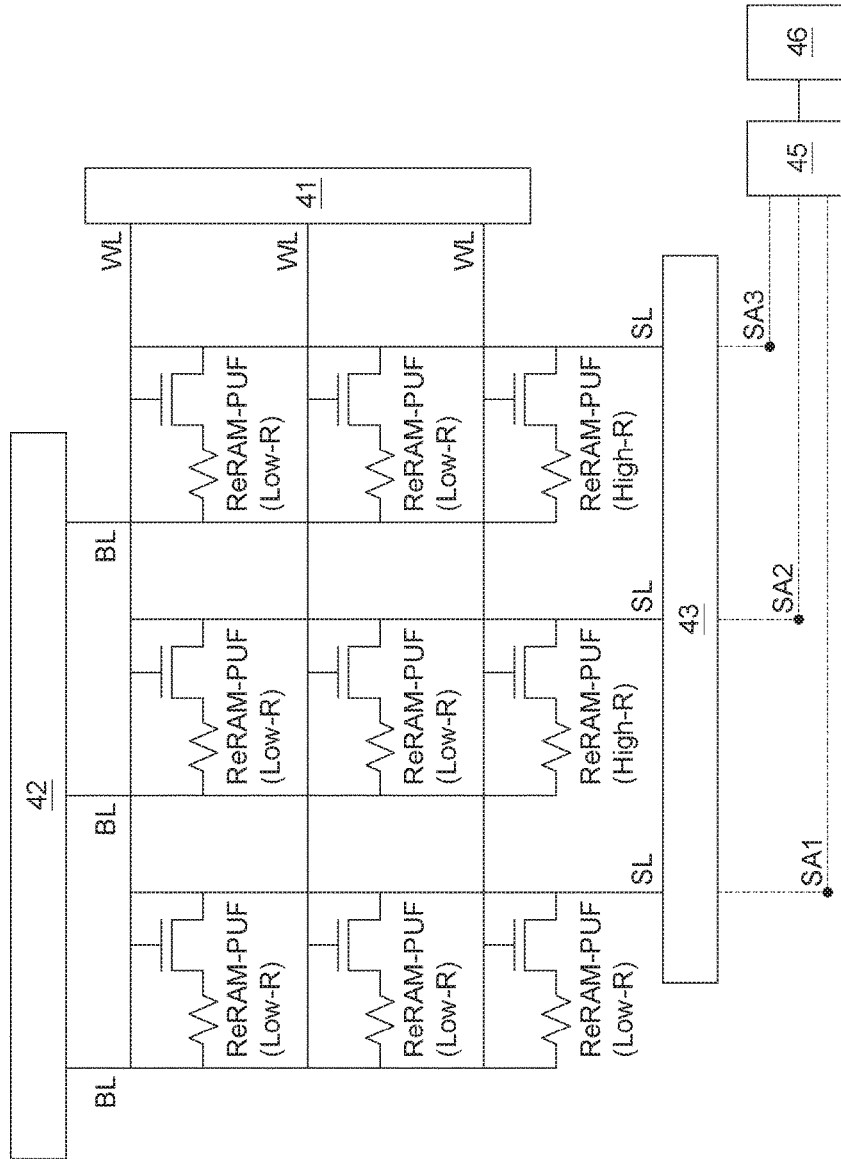 42
BL
BL
BL
WL
ReRAM-PUF
(Low-R)
ReRAM-PUF
(Low-R)
ReRAM-PUF
(Low-R)
WL
41
ReRAM-PUF
(Low-R)
ReRAM-PUF
(Low-R)
ReRAM-PUF
(Low-R)
WL
ReRAM-PUF
(Low-R)
ReRAM-PUF
(High-R)
ReRAM-PUF
(High-R)
SL
SL
SL
43
SA1
SA2
SA3
45
46